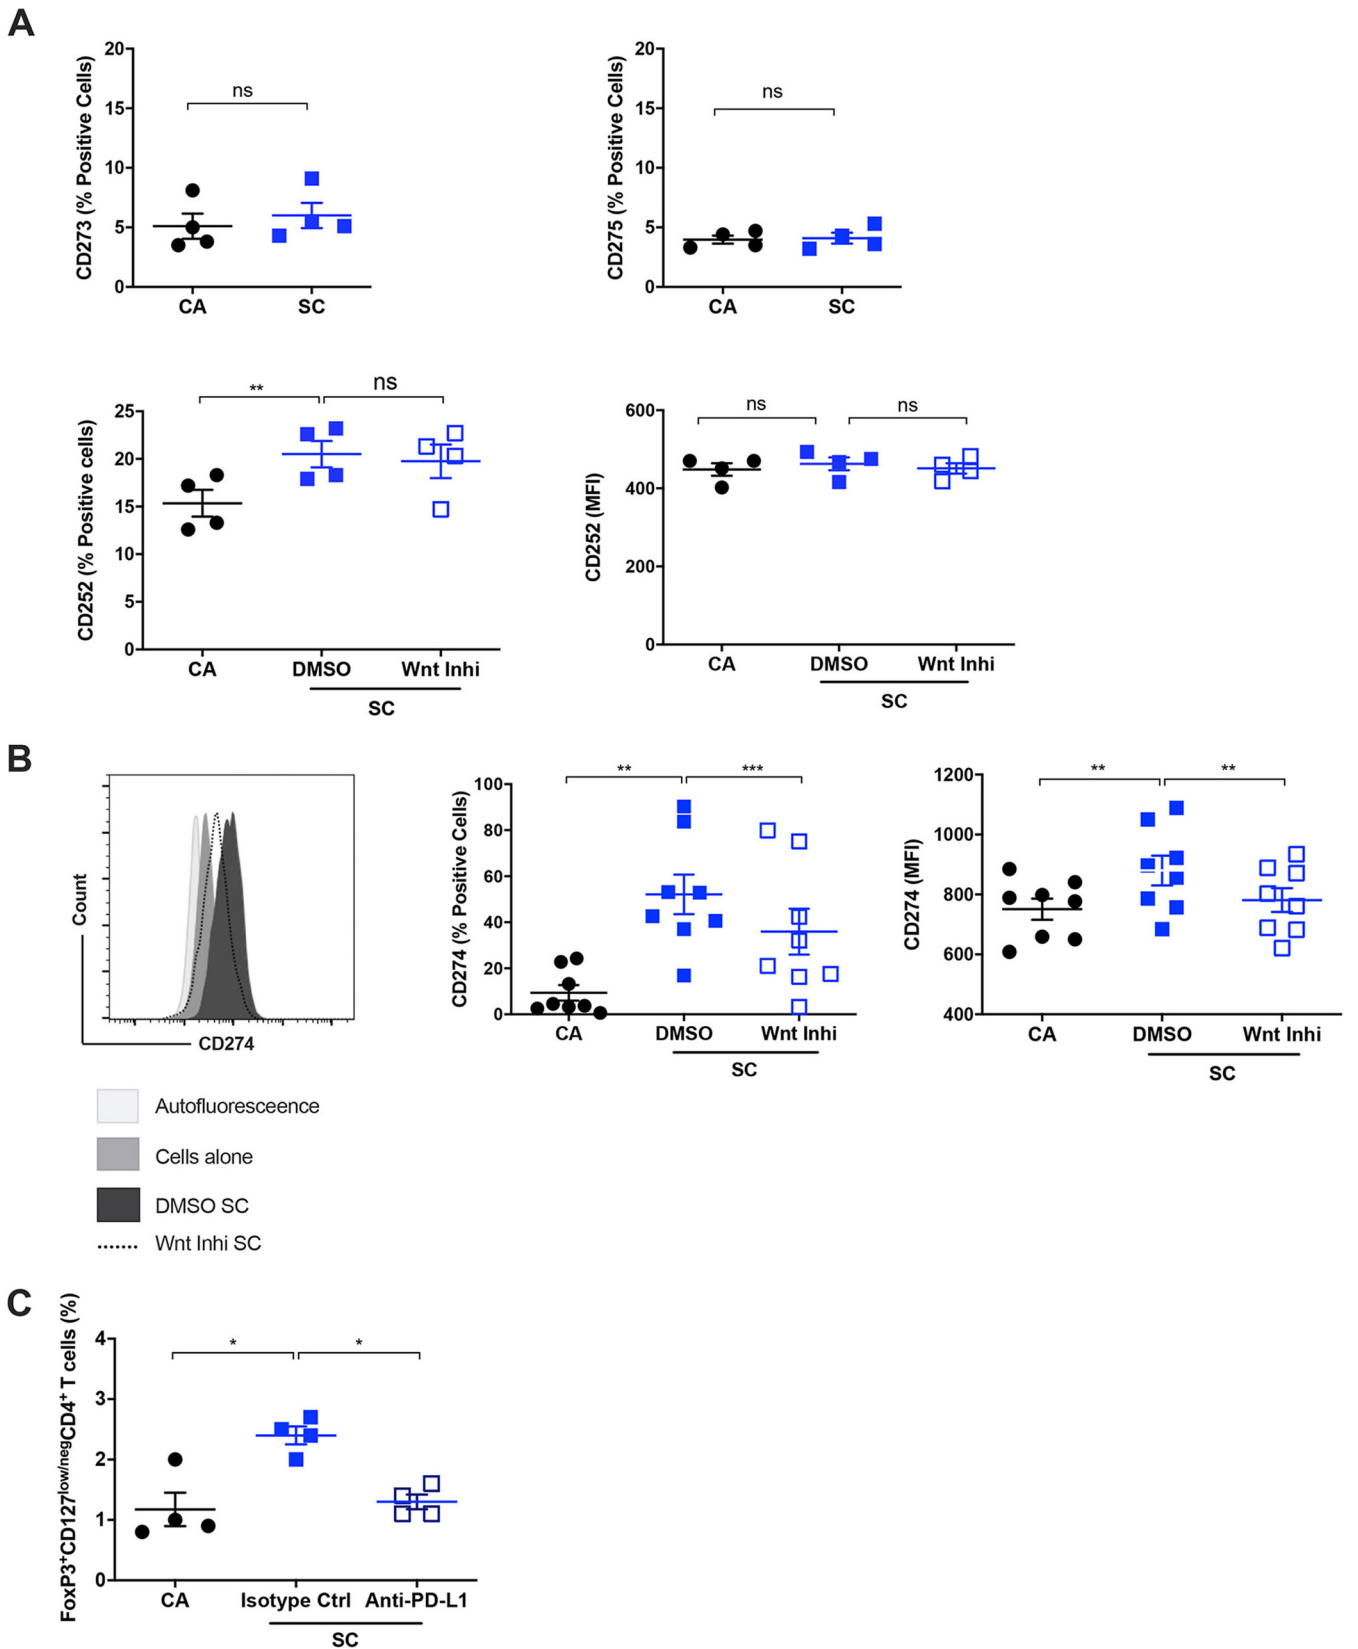 A
CD273 (% Positive Cells)
20
15
10
5
0
ns
CA
SC
CD275 (% Positive Cells)
20
15
10
5
0
ns
CA
SC
CD252 (% Positive cells)
25
20
15
10
5
0
**
ns
CA
DMSO
Wnt Inhi
SC
CD252 (MFI)
600
400
200
0
ns
ns
CA
DMSO
Wnt Inhi
SC
B
Count
CD274
Autofluoresceence
Cells alone
DMSO SC
Wnt Inhi SC
CD274 (% Positive Cells)
100
80
60
40
20
0
**
***
CA
DMSO
Wnt Inhi
SC
CD274 (MFI)
1200
1000
800
600
400
**
**
CA
DMSO
Wnt Inhi
SC
C
FoxP3⁺CD127ˡᵒʷ/ⁿᵉᵍCD4⁺ T cells (%)
4
3
2
1
0
*
*
CA
Isotype Ctrl
Anti-PD-L1
SC